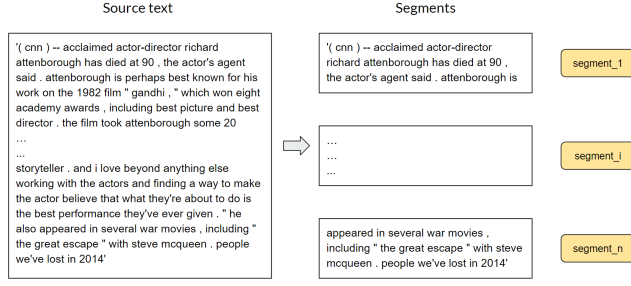 Source text
'( cnn ) -- acclaimed actor-director richard
attenborough has died at 90 , the actor's agent
said . attenborough is perhaps best known for his
work on the 1982 film " gandhi , " which won eight
academy awards , including best picture and best
director . the film took attenborough some 20
...
...
storyteller . and i love beyond anything else
working with the actors and finding a way to make
the actor believe that what they're about to do is
the best performance they've ever given . " he
also appeared in several war movies , including "
the great escape " with steve mcqueen . people
we've lost in 2014'
Segments
'( cnn ) -- acclaimed actor-director
richard attenborough has died at 90 ,
the actor's agent said . attenborough is
segment_1
...
...
...
segment_i
appeared in several war movies ,
including " the great escape " with steve
mcqueen . people we've lost in 2014'
segment_n